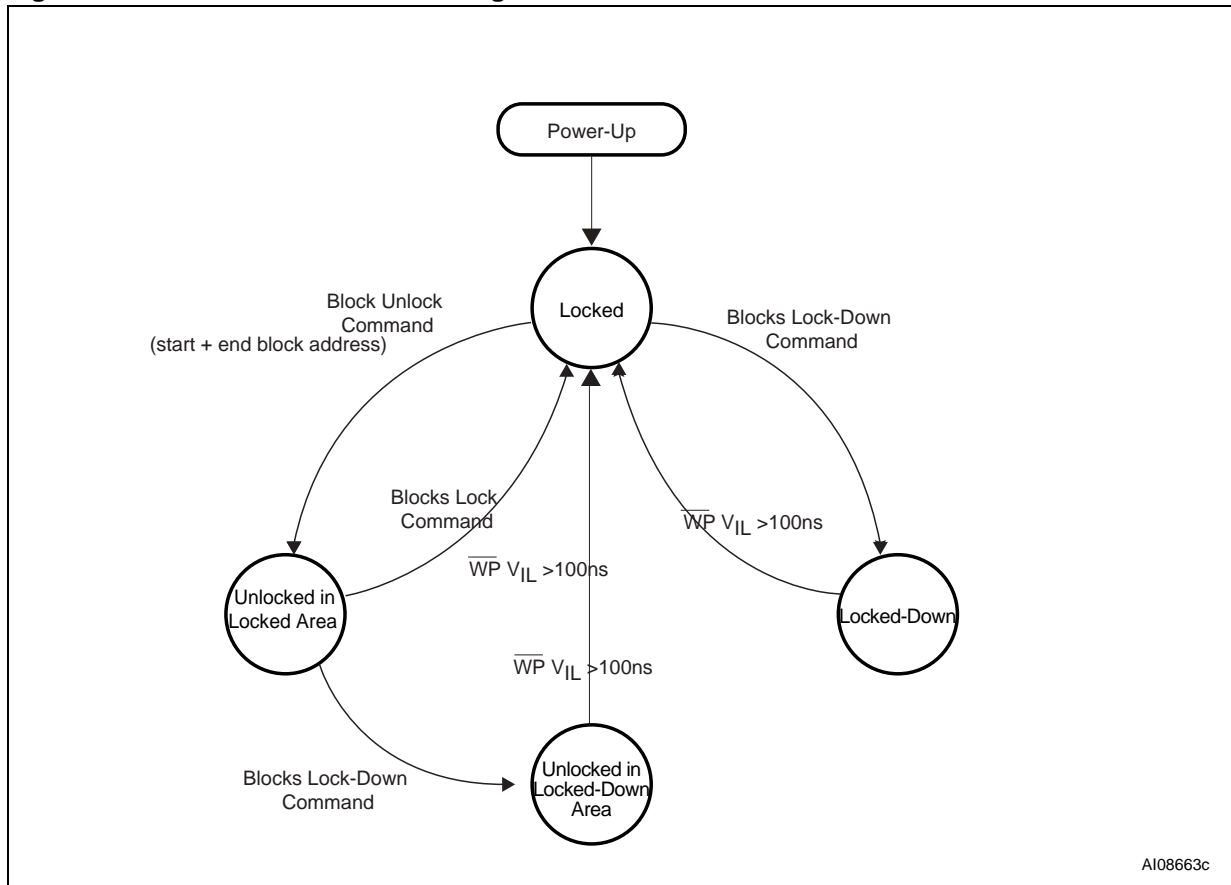 Power-Up
Locked
Block Unlock
Command
(start + end block address)
Blocks Lock-Down
Command
Blocks Lock
Command
WP VIL >100ns
WP VIL >100ns
Unlocked in
Locked Area
Locked-Down
WP VIL >100ns
Blocks Lock-Down
Command
Unlocked in
Locked-Down
Area
AI08663c